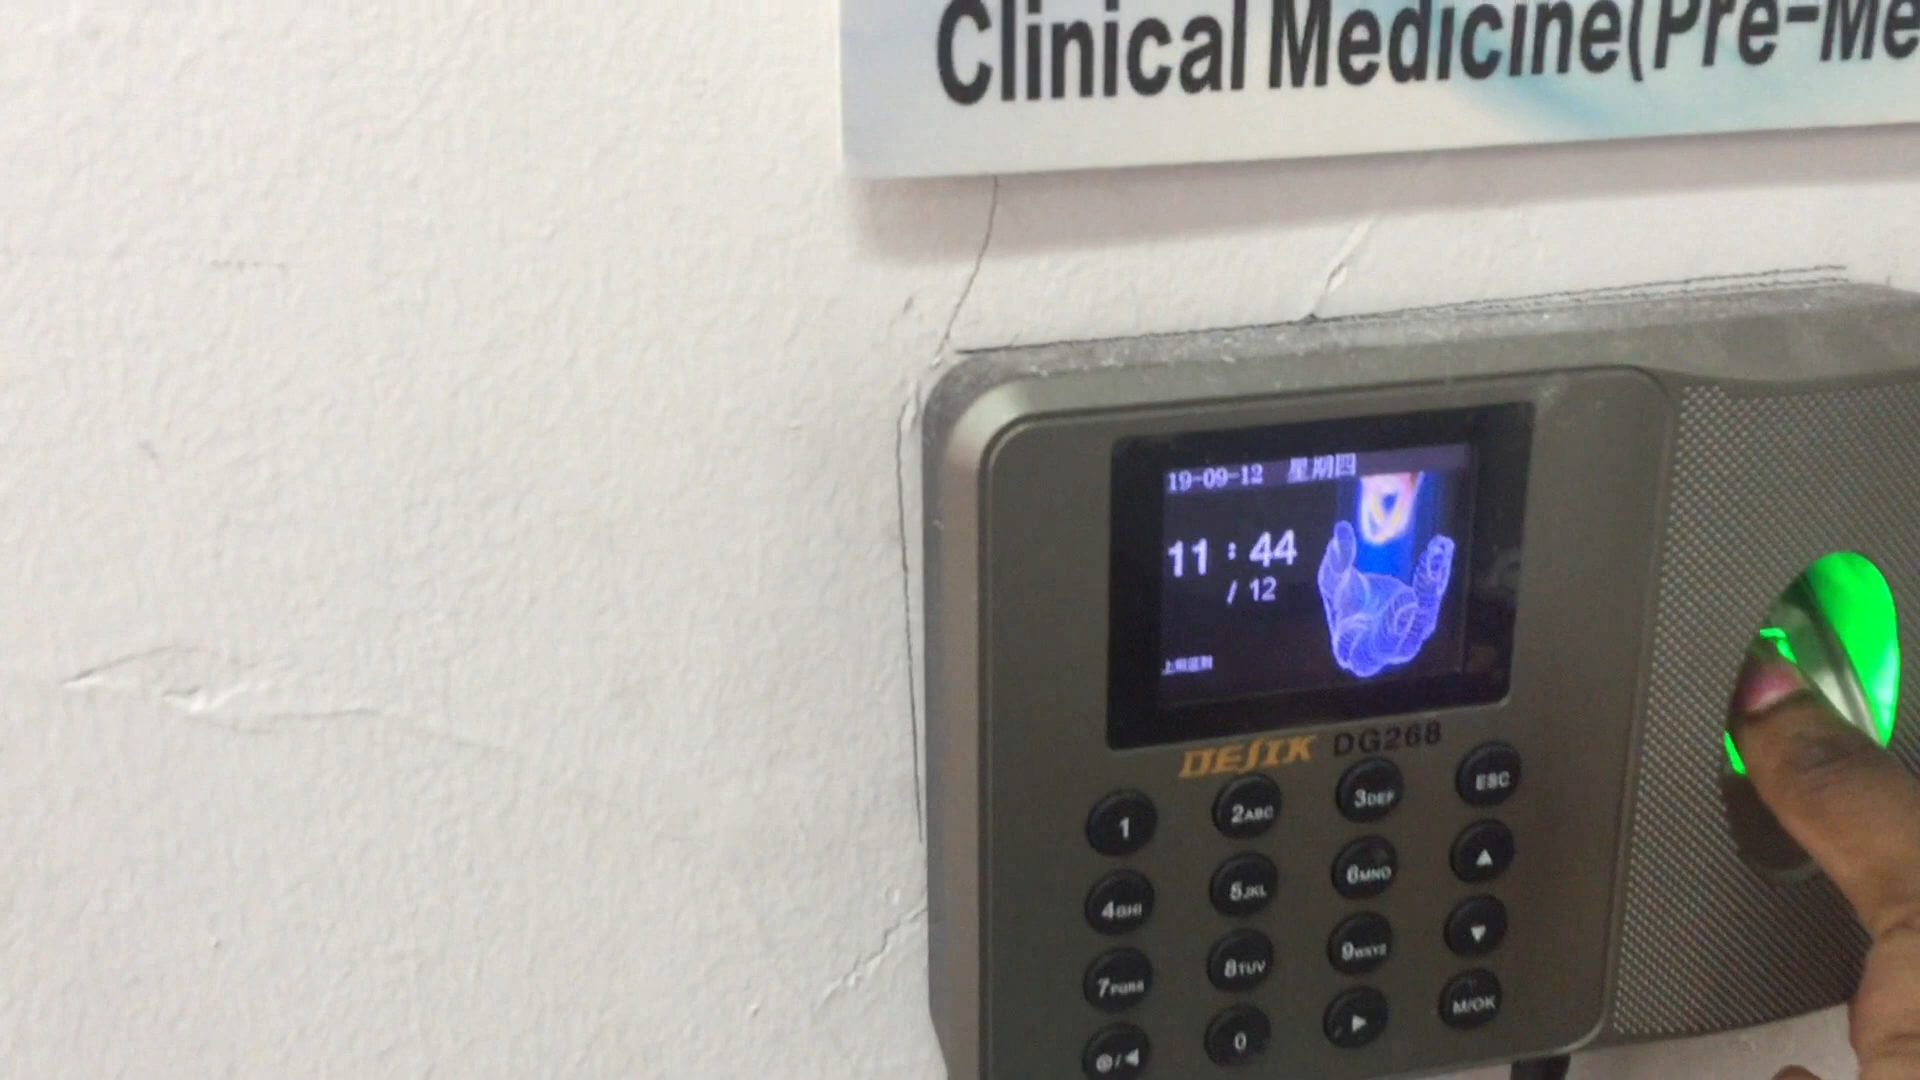 Clinical Medicine(Pre-Me
19-09-12 星期四
11 : 44
/ 12
DESIK DG268
1 2ABC 3DEF ESC
4GHI 5JKL 6MNO ▲
7PQRS 8TUV 9WXYZ ▼
0 ▶ M/OK